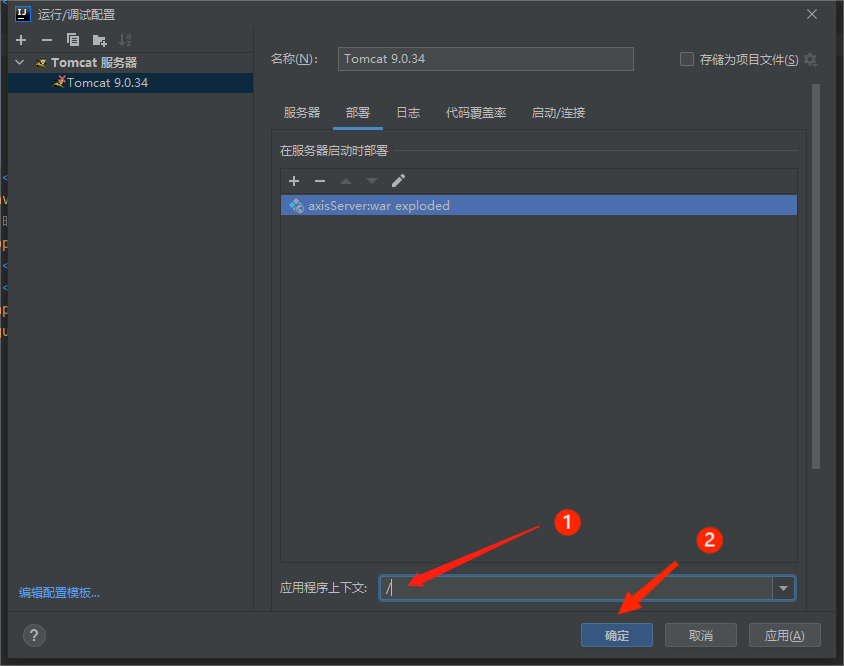 运行/调试配置
Tomcat 服务器
Tomcat 9.0.34
名称(N):
Tomcat 9.0.34
存储为项目文件(S)
服务器
部署
日志
代码覆盖率
启动/连接
在服务器启动时部署
axisServer:war exploded
1
2
应用程序上下文:
/
编辑配置模板...
?
确定
取消
应用(A)